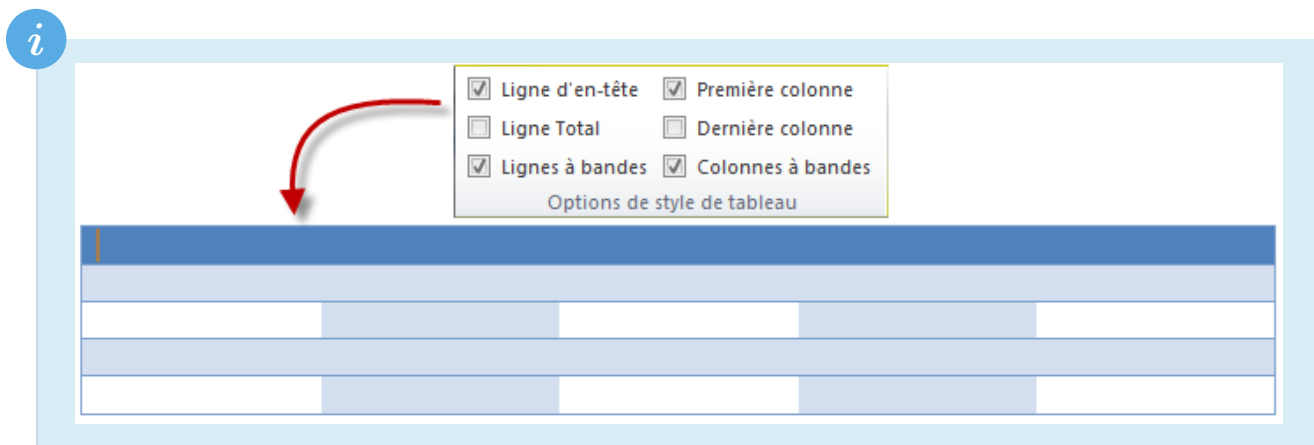 i
Ligne d'en-tête Première colonne
Ligne Total Dernière colonne
Lignes à bandes Colonnes à bandes
Options de style de tableau